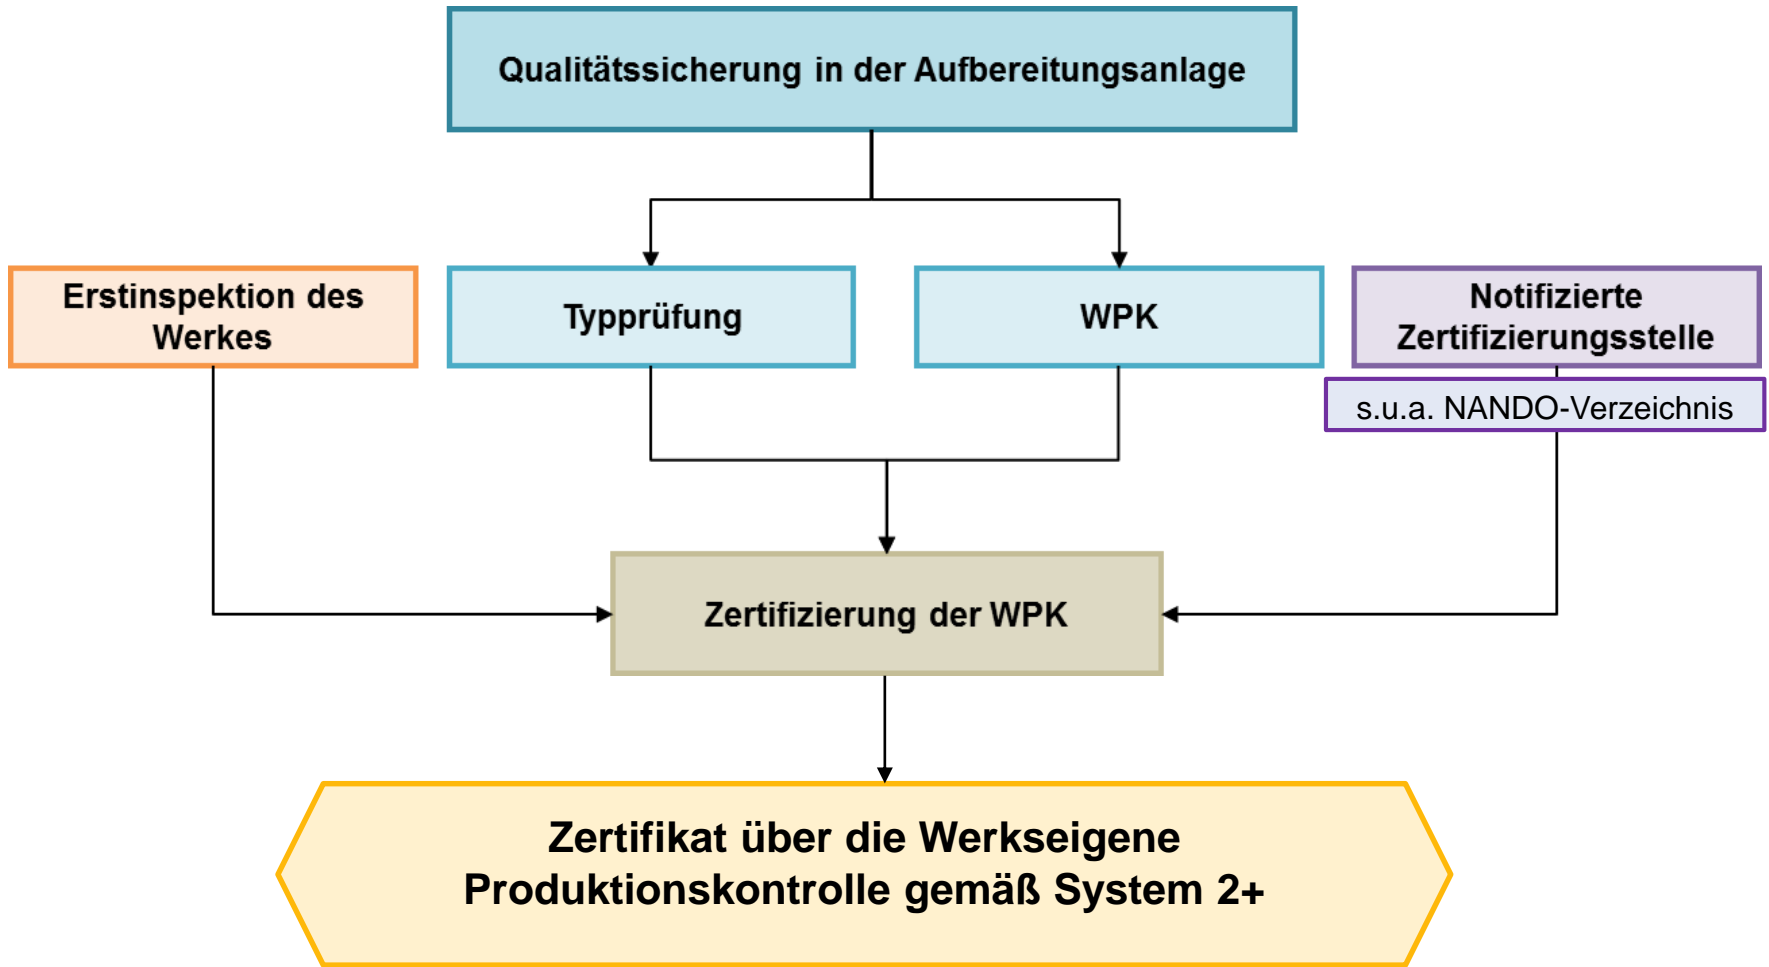 Qualitätssicherung in der Aufbereitungsanlage
Erstinspektion des
Werkes
Typprüfung
WPK
Notifizierte
Zertifizierungsstelle
s.u.a. NANDO-Verzeichnis
Zertifizierung der WPK
Zertifikat über die Werkseigene
Produktionskontrolle gemäß System 2+